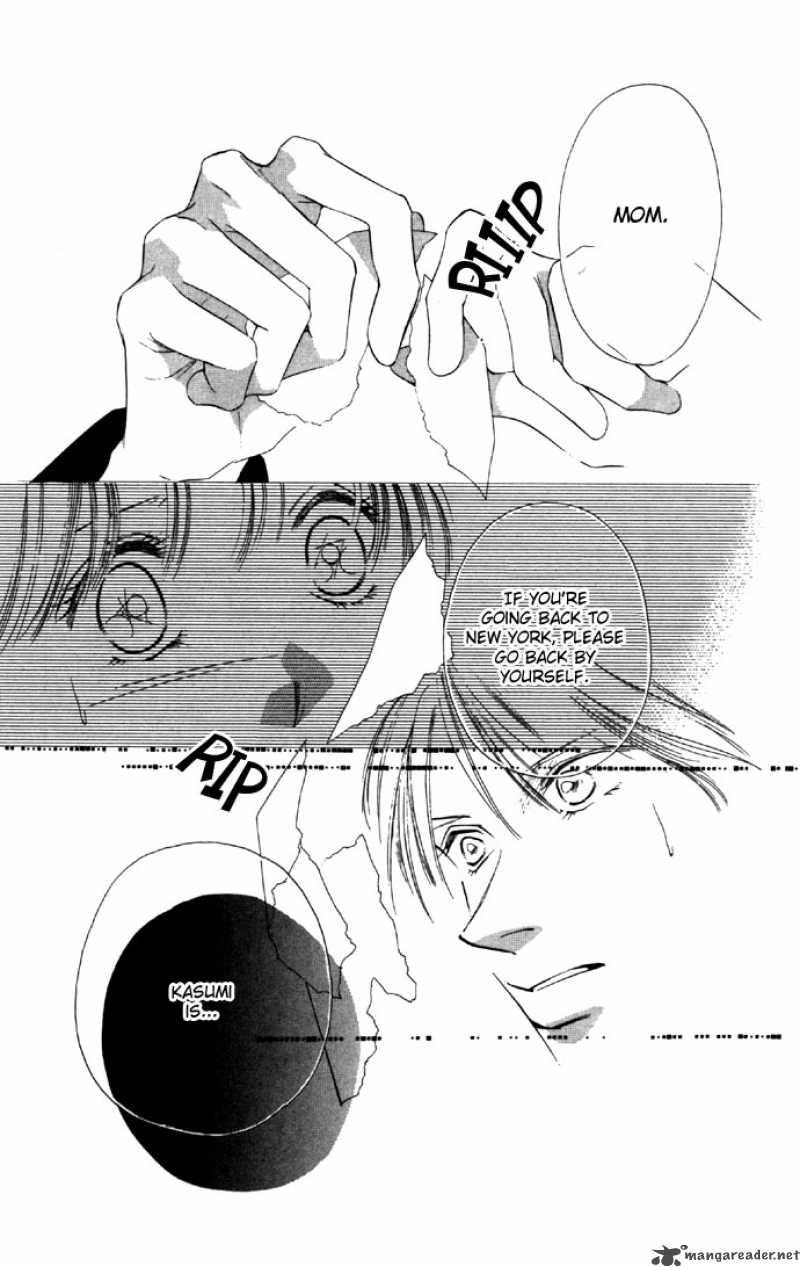 MOM.
RIIIP
IF YOU'RE
GOING BACK TO
NEW YORK, PLEASE
GO BACK BY
YOURSELF.
RIP
KASUMI
IS...
mangareader.net